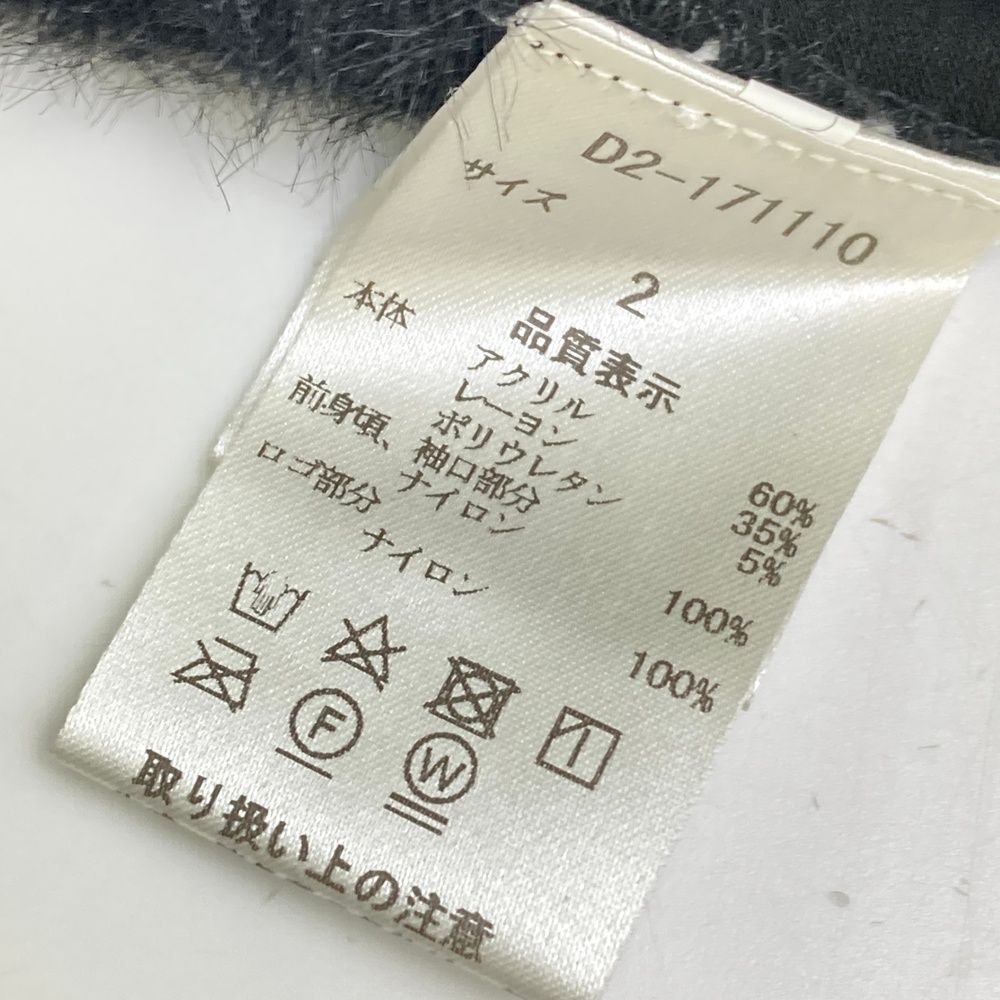 D2-171110
サイズ
2
品質表示
本体
アクリル 60%
レーヨン 35%
ポリウレタン 5%
前身頃、袖口部分
ナイロン 100%
ロゴ部分
ナイロン 100%
F
W
取り扱い上の注意